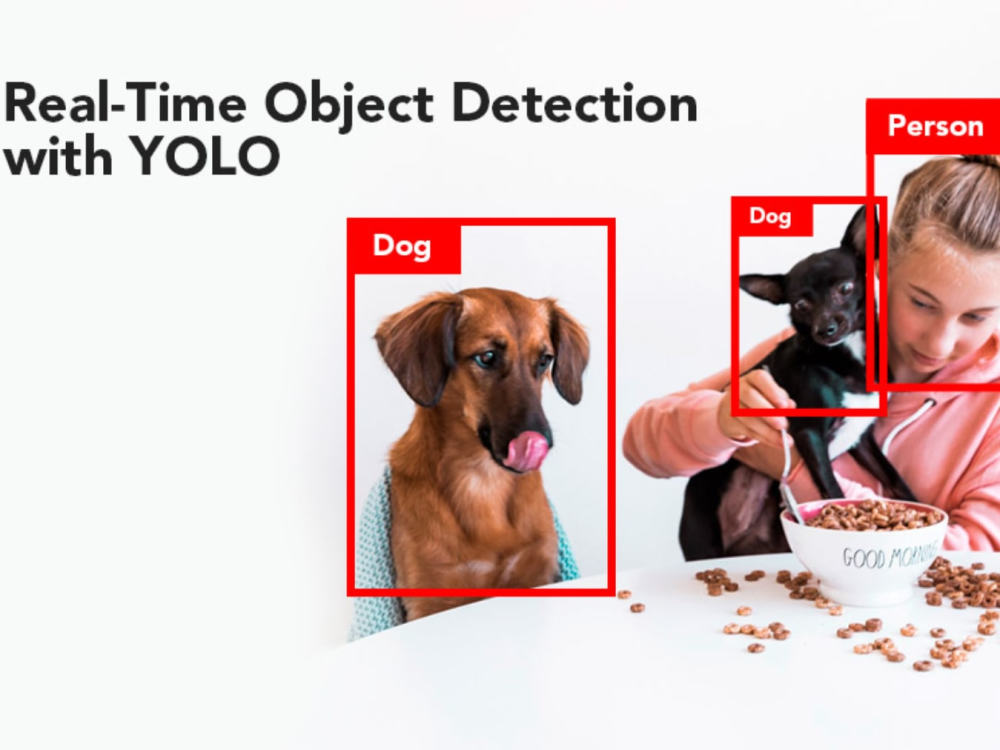 Real-Time Object Detection
with YOLO
Person
Dog
Dog
GOOD MORNING